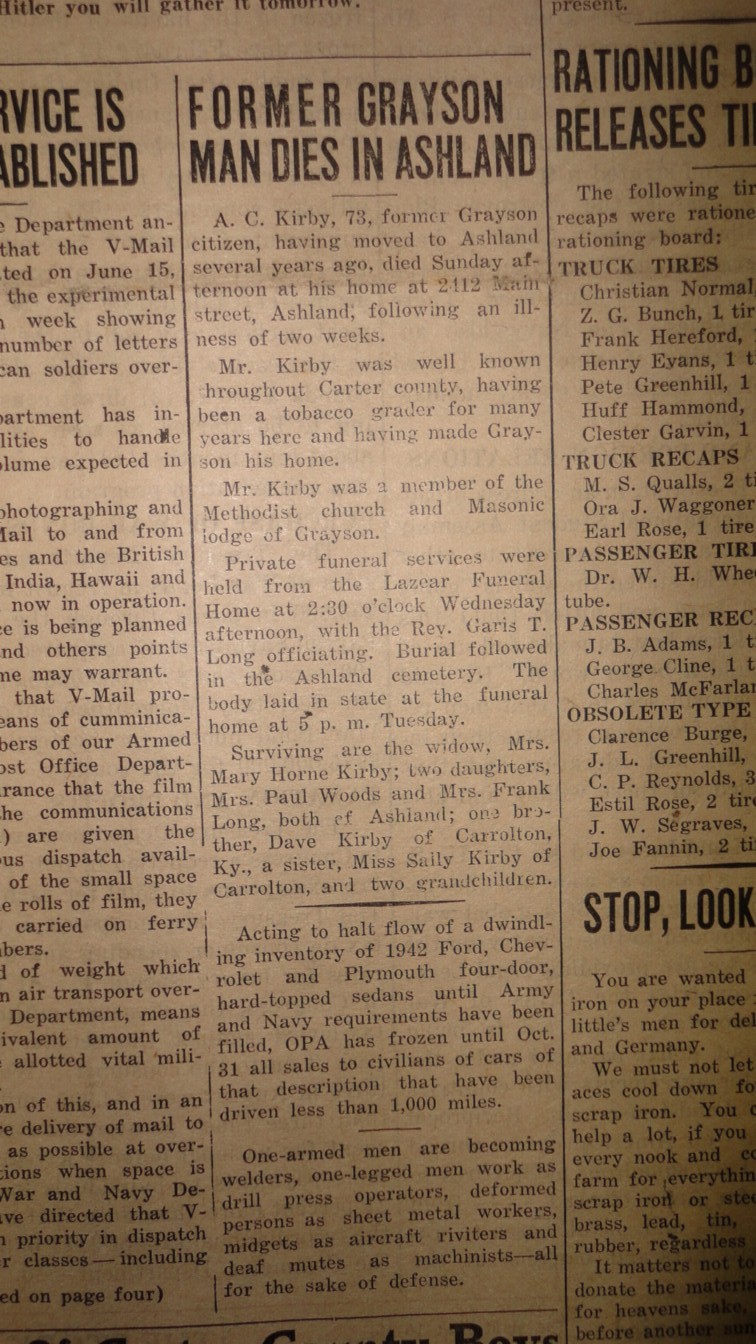 Hitler you will gather it tomorrow.
RVICE IS
ABLISHED
e Department an-
that the V-Mail
ted on June 15,
the experimental
week showing
number of letters
can soldiers over-
partment has in-
lities to handle
olume expected in
photographing and
Mail to and from
es and the British
India, Hawaii and
now in operation.
ce is being planned
and others points
me may warrant.
that V-Mail pro-
eans of cumminica-
bers of our Armed
ost Office Depart-
rance that the film
the communications
) are given the
ous dispatch avail-
of the small space
e rolls of film, they
carried on ferry
mbers.
d of weight which
n air transport over-
Department, means
ivalent amount of
allotted vital mili-
on of this, and in an
re delivery of mail to
as possible at over-
tions when space is
War and Navy De-
ave directed that V-
n priority in dispatch
r classes—including
ed on page four)
FORMER GRAYSON
MAN DIES IN ASHLAND
A. C. Kirby, 73, former Grayson
citizen, having moved to Ashland
several years ago, died Sunday af-
ternoon at his home at 2412 Main
street, Ashland, following an ill-
ness of two weeks.
Mr. Kirby was well known
hroughout Carter county, having
been a tobacco grader for many
years here and having made Gray-
son his home.
Mr. Kirby was a member of the
Methodist church and Masonic
lodge of Grayson.
Private funeral services were
held from the Lazear Funeral
Home at 2:30 o'clock Wednesday
afternoon, with the Rev. Garis T.
Long officiating. Burial followed
in the Ashland cemetery. The
body laid in state at the funeral
home at 5 p. m. Tuesday.
Surviving are the widow, Mrs.
Mary Horne Kirby; two daughters,
Mrs. Paul Woods and Mrs. Frank
Long, both of Ashland; one bro-
ther, Dave Kirby of Carrolton,
Ky., a sister, Miss Sally Kirby of
Carrolton, and two grandchildren.
Acting to halt flow of a dwindl-
ing inventory of 1942 Ford, Chev-
rolet and Plymouth four-door,
hard-topped sedans until Army
and Navy requirements have been
filled, OPA has frozen until Oct.
31 all sales to civilians of cars of
that description that have been
driven less than 1,000 miles.
One-armed men are becoming
welders, one-legged men work as
drill press operators, deformed
persons as sheet metal workers,
midgets as aircraft riviters and
deaf mutes as machinists—all
for the sake of defense.
present.
RATIONING B
RELEASES TI
The following tir
recaps were ratione
rationing board:
TRUCK TIRES
Christian Normal,
Z. G. Bunch, 1 tir
Frank Hereford,
Henry Evans, 1 t
Pete Greenhill, 1
Huff Hammond,
Clester Garvin, 1
TRUCK RECAPS
M. S. Qualls, 2 ti
Ora J. Waggoner
Earl Rose, 1 tire
PASSENGER TIRE
Dr. W. H. Whe
tube.
PASSENGER REC
J. B. Adams, 1 t
George Cline, 1 t
Charles McFarlan
OBSOLETE TYPE
Clarence Burge,
J. L. Greenhill,
C. P. Reynolds, 3
Estil Rose, 2 tire
J. W. Segraves,
Joe Fannin, 2 ti
STOP, LOOK
You are wanted
iron on your place
little's men for del
and Germany.
We must not let
aces cool down fo
scrap iron. You c
help a lot, if you
every nook and co
farm for everythin
scrap iron or stee
brass, lead, tin,
rubber, regardless
It matters not to
donate the materia
for heavens sake,
before another sun
County Boys